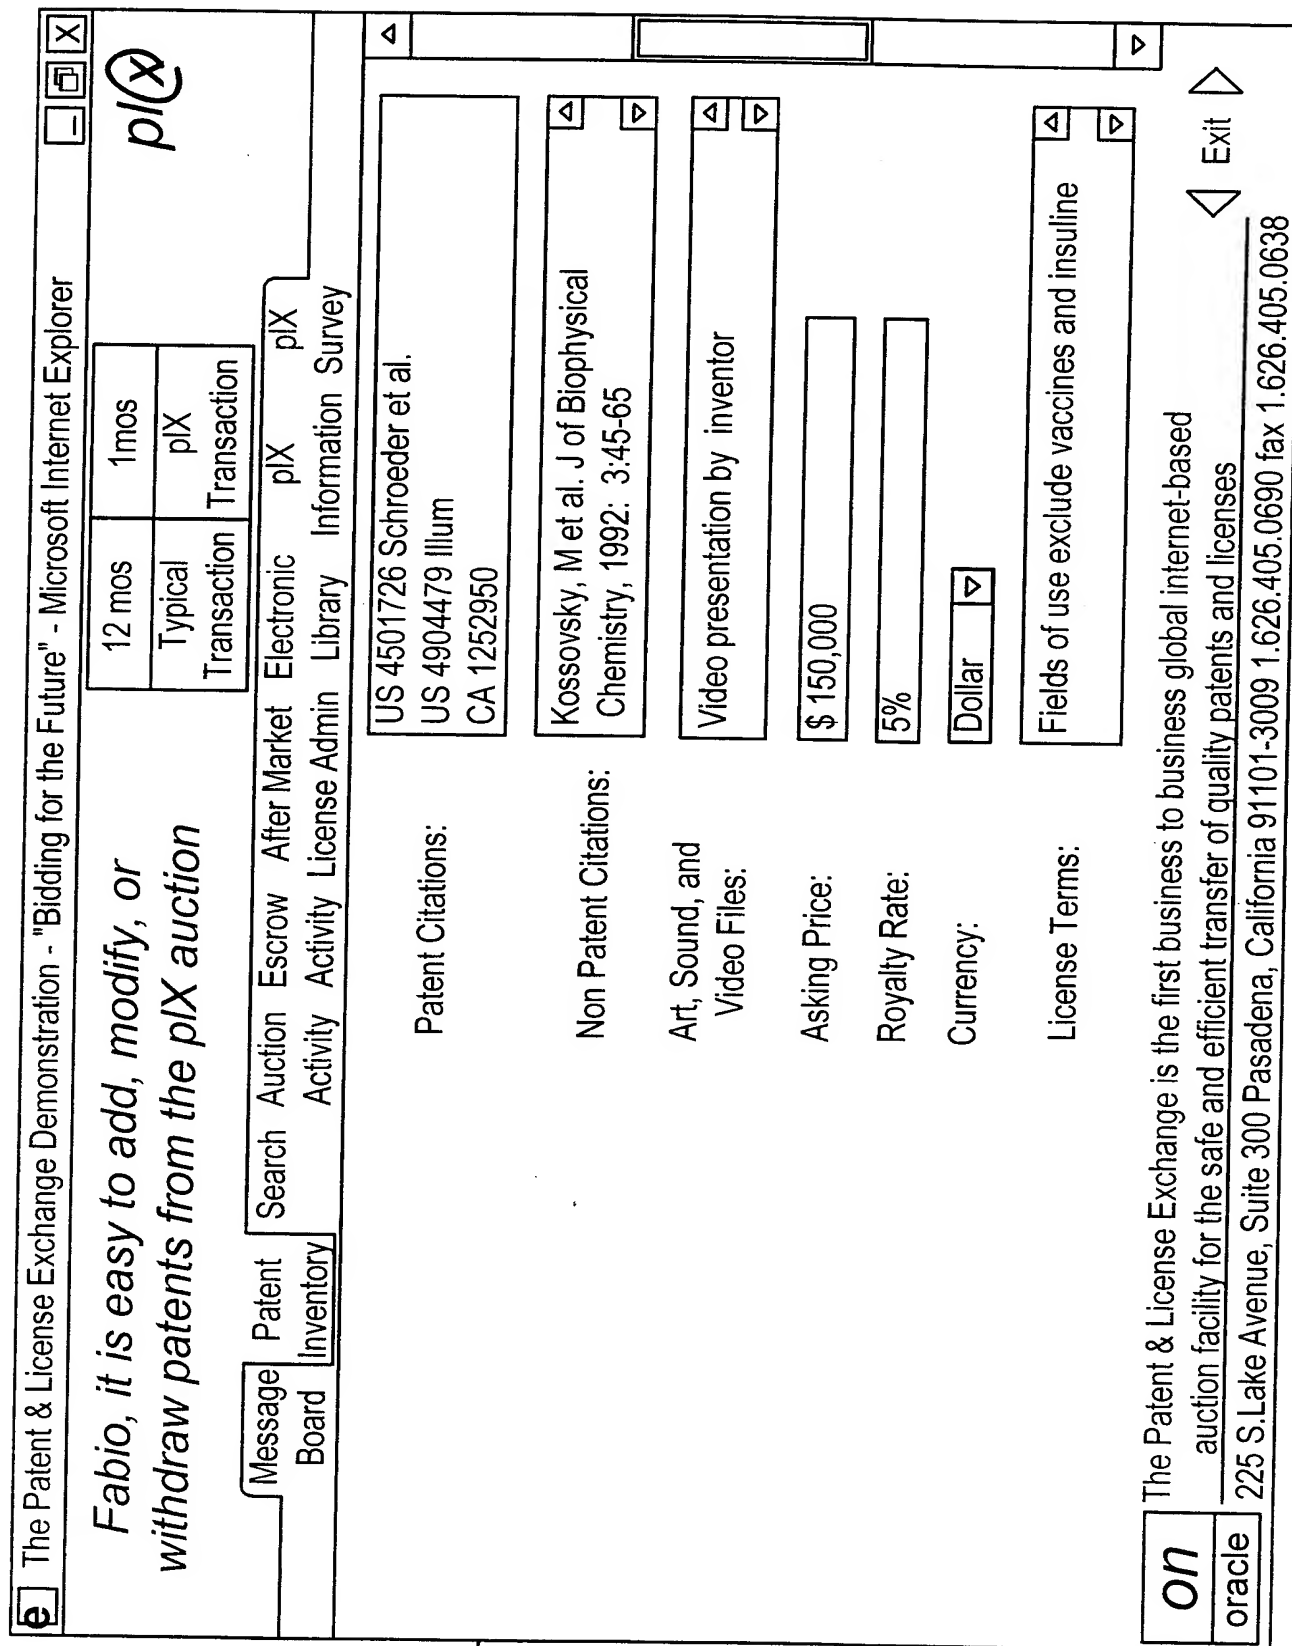 e The Patent & License Exchange Demonstration - "Bidding for the Future" - Microsoft Internet Explorer _ X
Fabio, it is easy to add, modify, or
withdraw patents from the plX auction
12 mos 1mos
Typical Transaction plX Transaction
plx
Message Board
Patent Inventory
Search
Auction Activity
Escrow Activity
After Market License Admin
Electronic Library
plX Information
plX Survey
Patent Citations:
US 4501726 Schroeder et al.
US 4904479 Illum
CA 1252950
Non Patent Citations:
Kossovsky, M et al. J of Biophysical
Chemistry, 1992: 3:45-65
Art, Sound, and
Video Files:
Video presentation by inventor
Asking Price: $ 150,000
Royalty Rate: 5%
Currency: Dollar
License Terms: Fields of use exclude vaccines and insuline
on
oracle
The Patent & License Exchange is the first business to business global internet-based
auction facility for the safe and efficient transfer of quality patents and licenses
225 S.Lake Avenue, Suite 300 Pasadena, California 91101-3009 1.626.405.0690 fax 1.626.405.0638
Exit